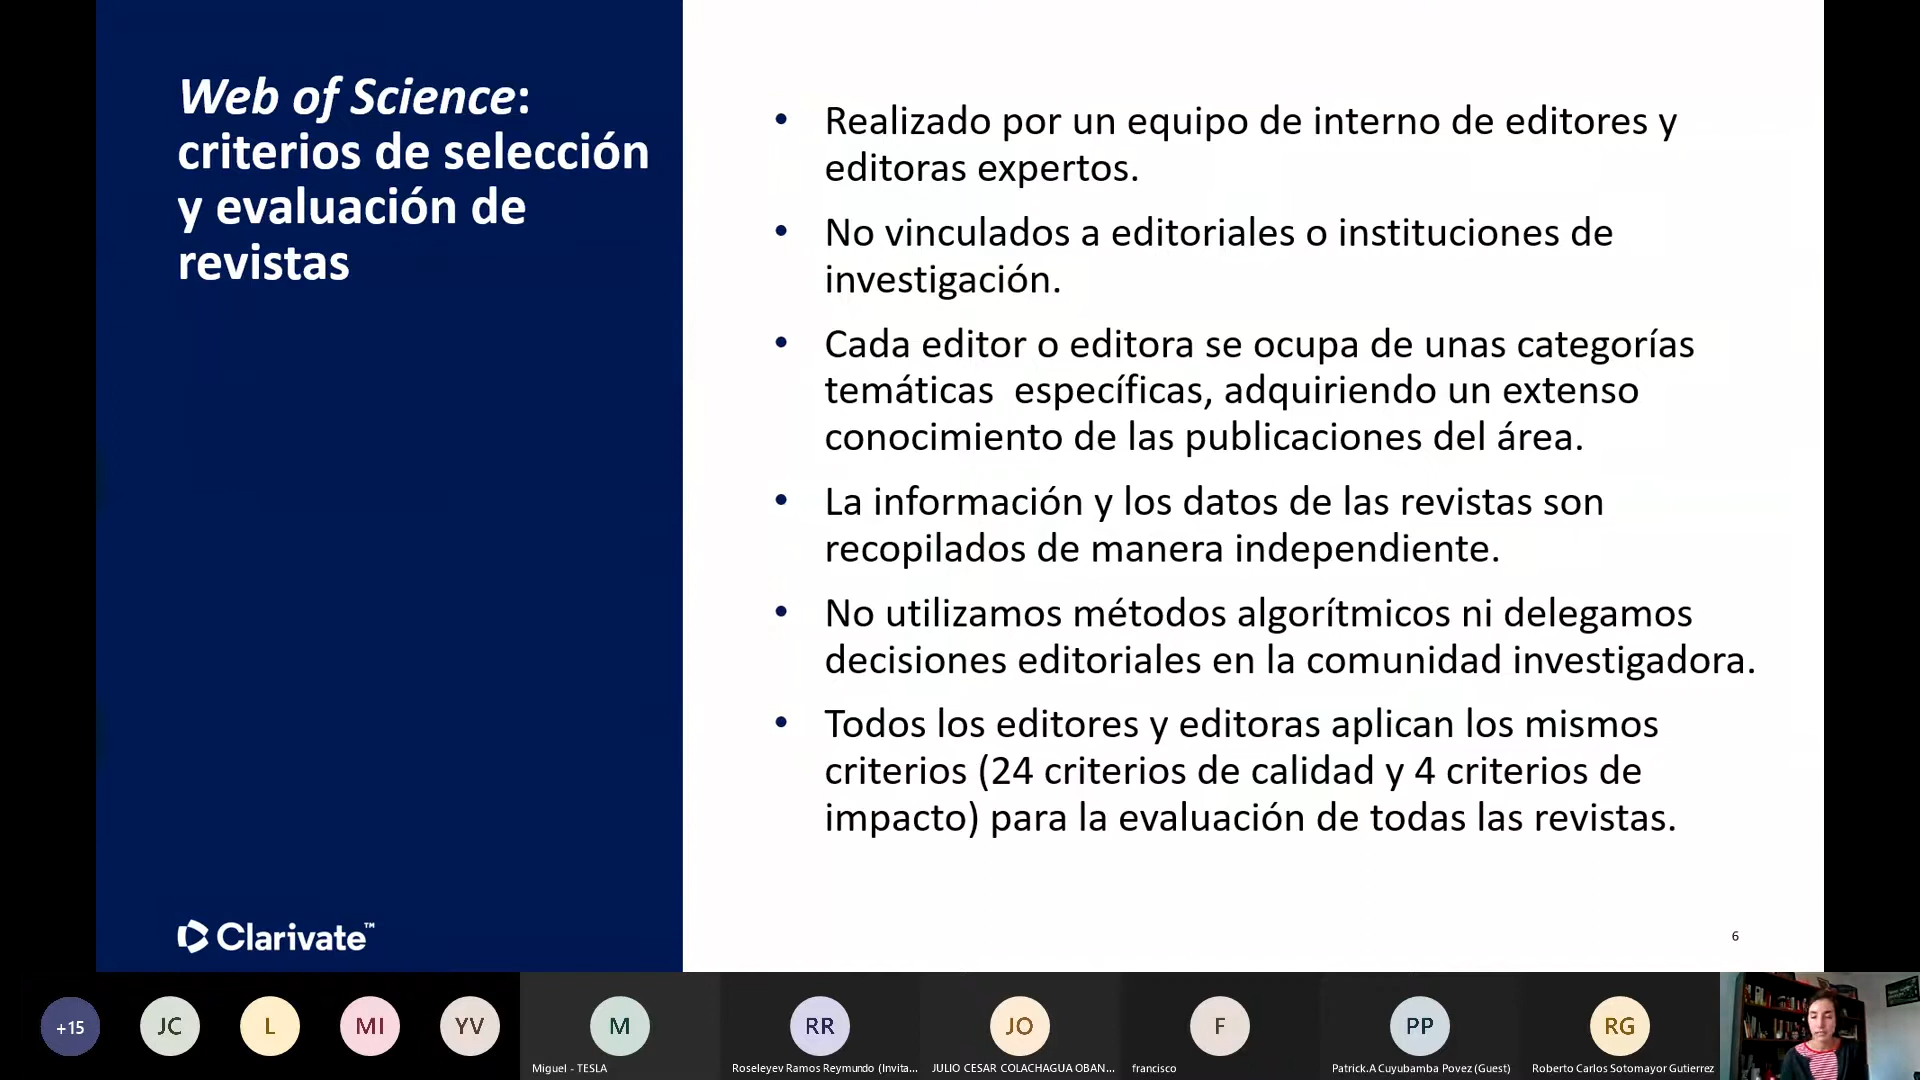 Web of Science:
criterios de selección
y evaluación de
revistas
• Realizado por un equipo de interno de editores y
editoras expertos.
• No vinculados a editoriales o instituciones de
investigación.
• Cada editor o editora se ocupa de unas categorías
temáticas  específicas, adquiriendo un extenso
conocimiento de las publicaciones del área.
• La información y los datos de las revistas son
recopilados de manera independiente.
• No utilizamos métodos algorítmicos ni delegamos
decisiones editoriales en la comunidad investigadora.
• Todos los editores y editoras aplican los mismos
criterios (24 criterios de calidad y 4 criterios de
impacto) para la evaluación de todas las revistas.
Clarivate™
6
+15 JC L MI YV M RR JO F PP RG
Miguel - TESLA
Roseleyev Ramos Reymundo (Invita...
JULIO CESAR COLACHAGUA OBAN...
francisco
Patrick.A Cuyubamba Povez (Guest)
Roberto Carlos Sotomayor Gutierrez